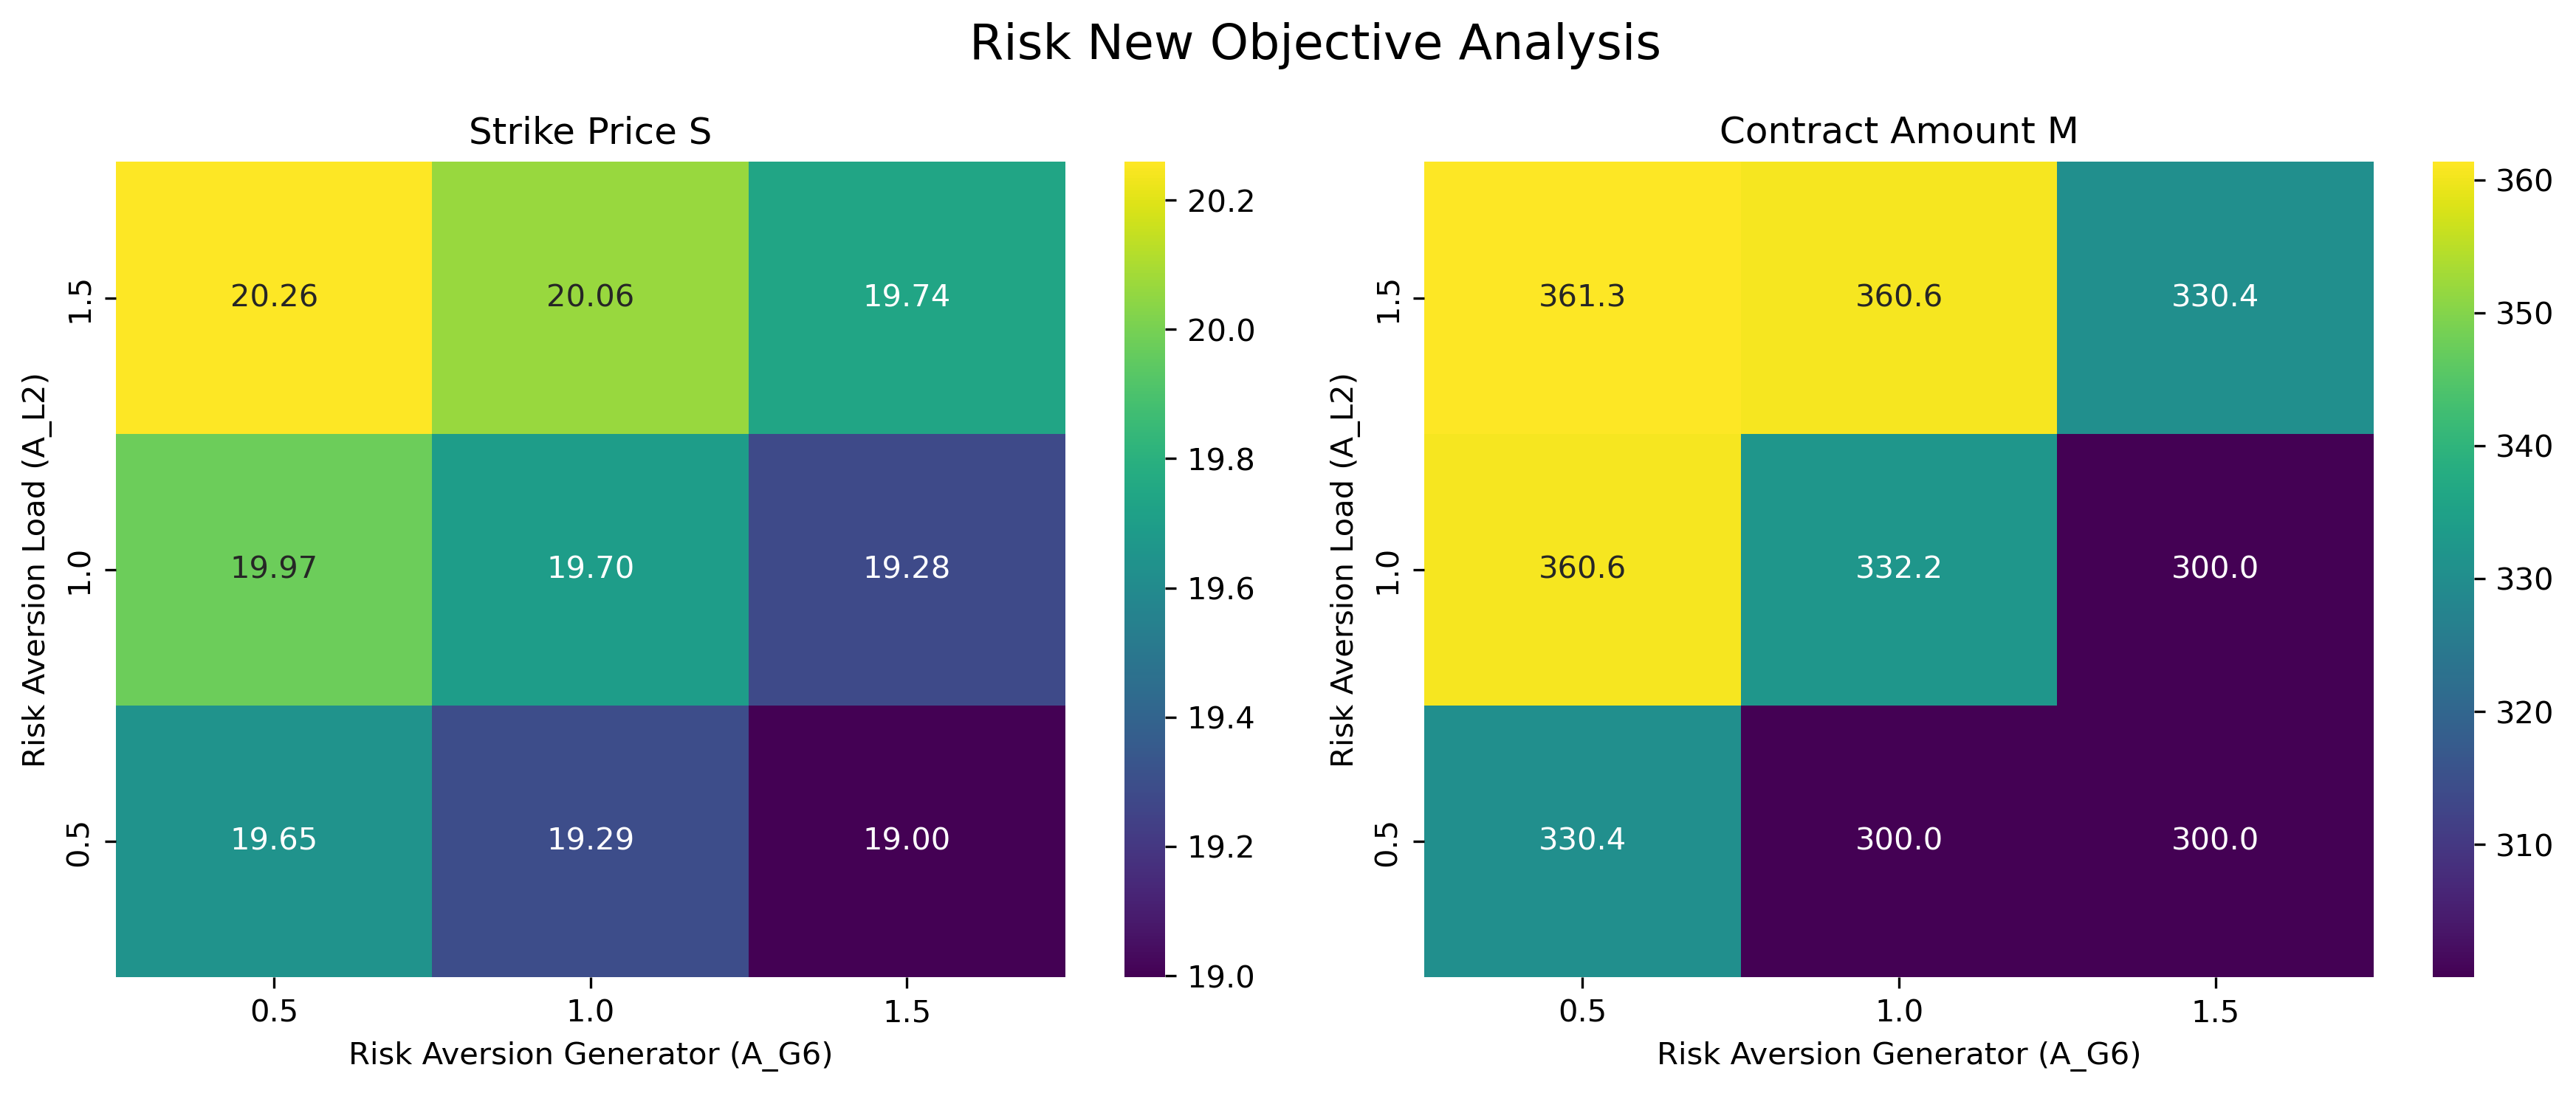 Risk New Objective Analysis
Strike Price S
Risk Aversion Load (A_L2)
1.5
1.0
0.5
20.26 20.06 19.74
19.97 19.70 19.28
19.65 19.29 19.00
0.5 1.0 1.5
Risk Aversion Generator (A_G6)
20.2
20.0
19.8
19.6
19.4
19.2
19.0
Contract Amount M
Risk Aversion Load (A_L2)
1.5
1.0
0.5
361.3 360.6 330.4
360.6 332.2 300.0
330.4 300.0 300.0
0.5 1.0 1.5
Risk Aversion Generator (A_G6)
360
350
340
330
320
310